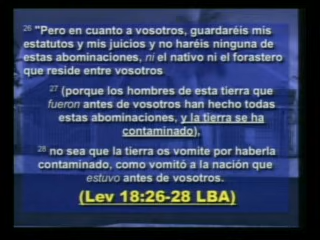 26 "Pero en cuanto a vosotros, guardaréis mis
estatutos y mis juicios y no haréis ninguna de
estas abominaciones, ni el nativo ni el forastero
que reside entre vosotros
27 (porque los hombres de esta tierra que
fueron antes de vosotros han hecho todas
estas abominaciones, y la tierra se ha
contaminado),
28 no sea que la tierra os vomite por haberla
contaminado, como vomitó a la nación que
estuvo antes de vosotros.
(Lev 18:26-28 LBA)